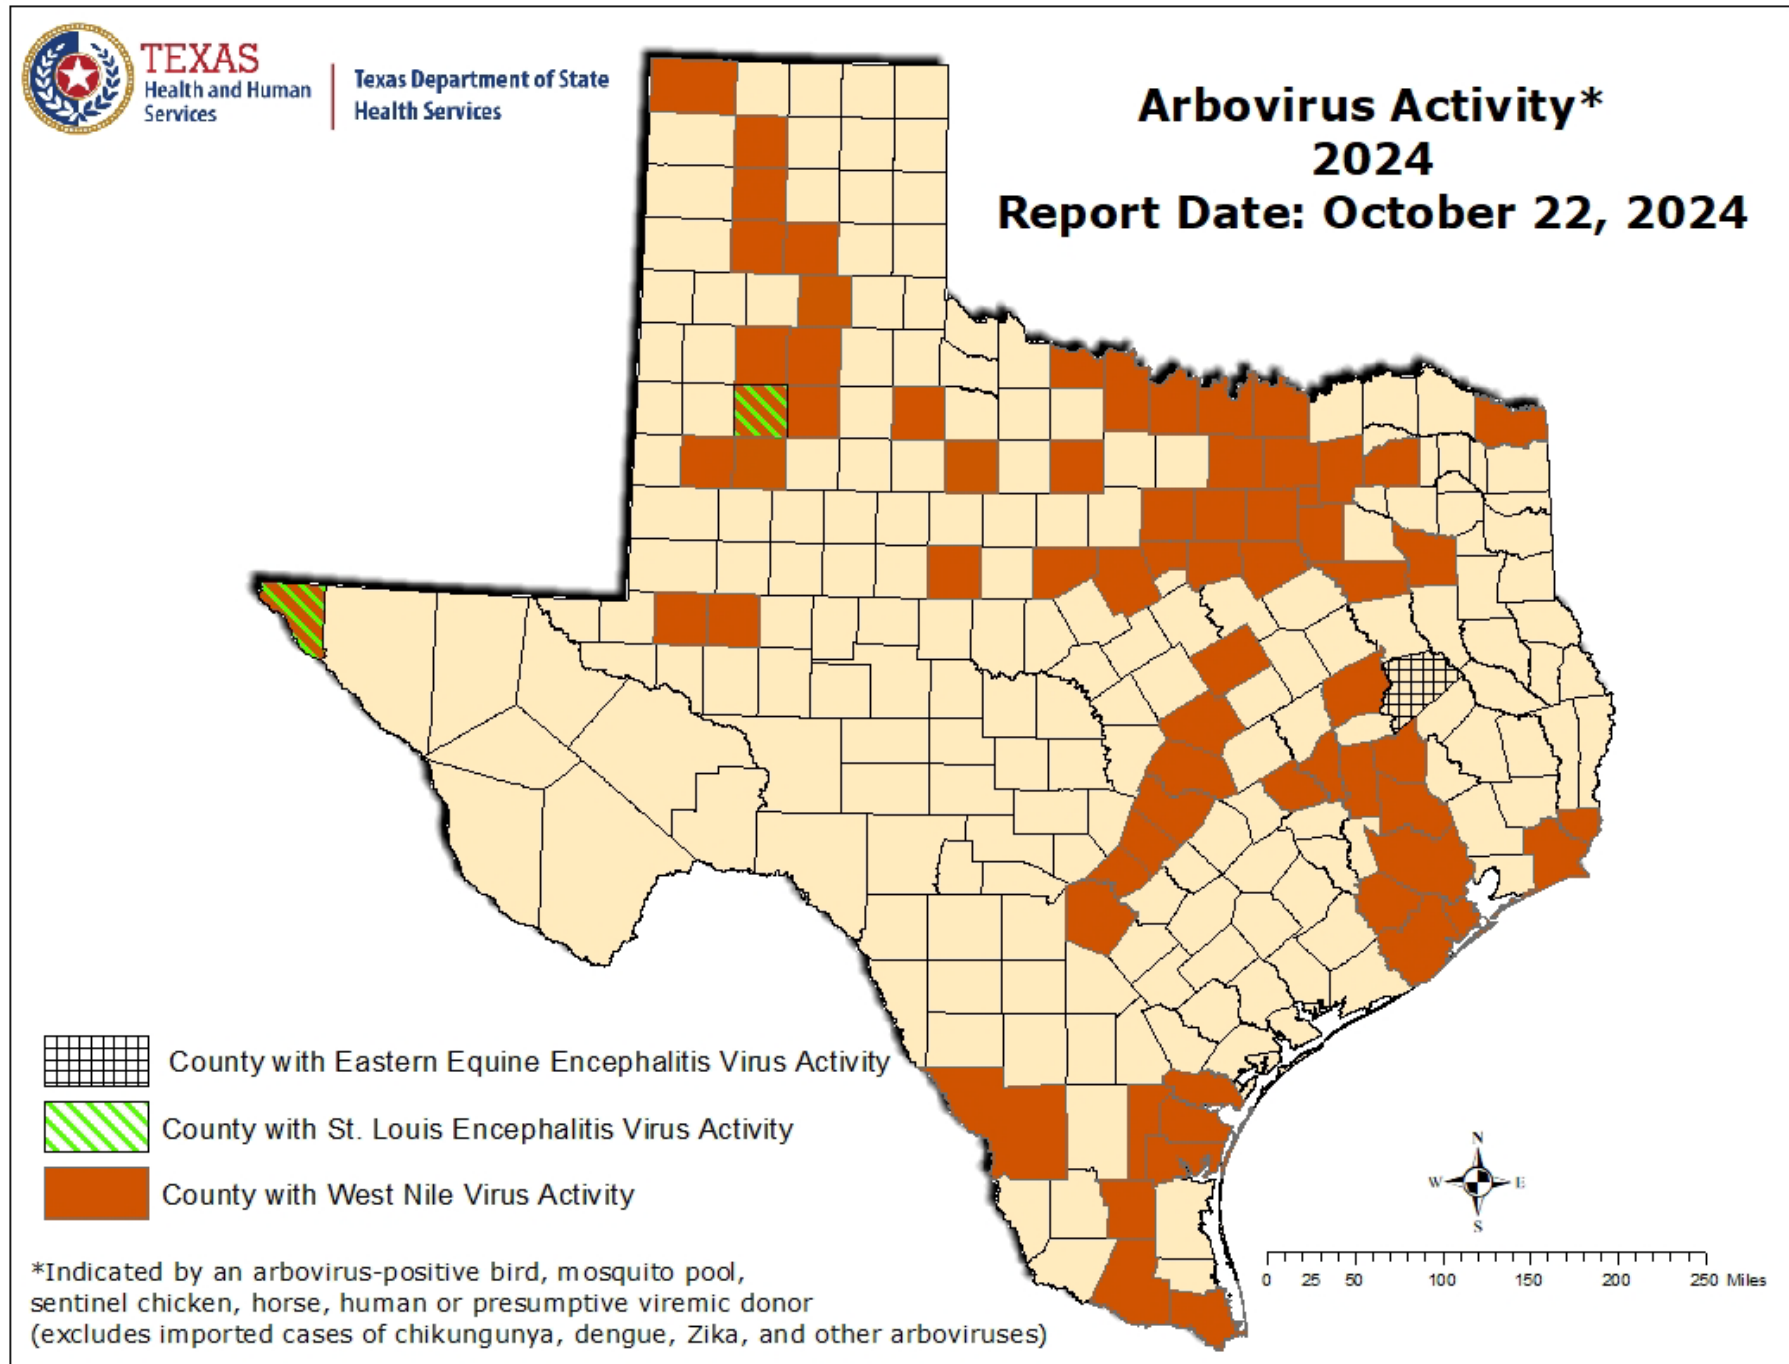 TEXAS
Health and Human
Services
Texas Department of State
Health Services
Arbovirus Activity*
2024
Report Date: October 22, 2024
County with Eastern Equine Encephalitis Virus Activity
County with St. Louis Encephalitis Virus Activity
County with West Nile Virus Activity
*Indicated by an arbovirus-positive bird, mosquito pool,
sentinel chicken, horse, human or presumptive viremic donor
(excludes imported cases of chikungunya, dengue, Zika, and other arboviruses)
N
W E
S
0 25 50 100 150 200 250 Miles